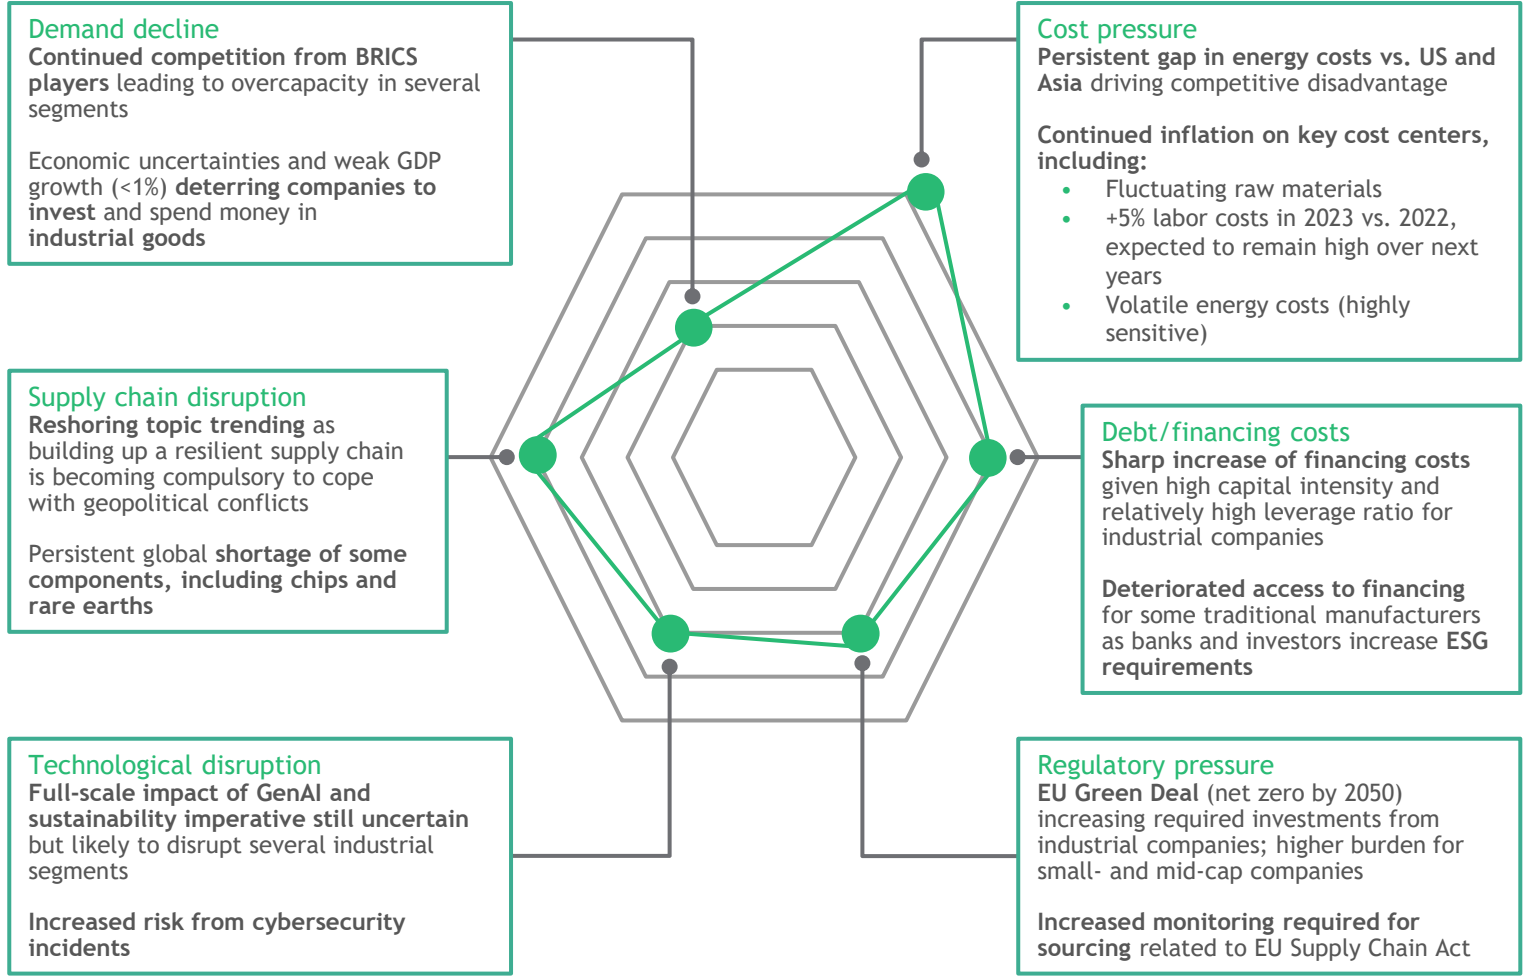 Demand decline
Continued competition from BRICS
players leading to overcapacity in several
segments
Economic uncertainties and weak GDP
growth (<1%) deterring companies to
invest and spend money in
industrial goods
Cost pressure
Persistent gap in energy costs vs. US and
Asia driving competitive disadvantage
Continued inflation on key cost centers,
including:
• Fluctuating raw materials
• +5% labor costs in 2023 vs. 2022,
expected to remain high over next
years
• Volatile energy costs (highly
sensitive)
Supply chain disruption
Reshoring topic trending as
building up a resilient supply chain
is becoming compulsory to cope
with geopolitical conflicts
Persistent global shortage of some
components, including chips and
rare earths
Debt/financing costs
Sharp increase of financing costs
given high capital intensity and
relatively high leverage ratio for
industrial companies
Deteriorated access to financing
for some traditional manufacturers
as banks and investors increase ESG
requirements
Technological disruption
Full-scale impact of GenAI and
sustainability imperative still uncertain
but likely to disrupt several industrial
segments
Increased risk from cybersecurity
incidents
Regulatory pressure
EU Green Deal (net zero by 2050)
increasing required investments from
industrial companies; higher burden for
small- and mid-cap companies
Increased monitoring required for
sourcing related to EU Supply Chain Act